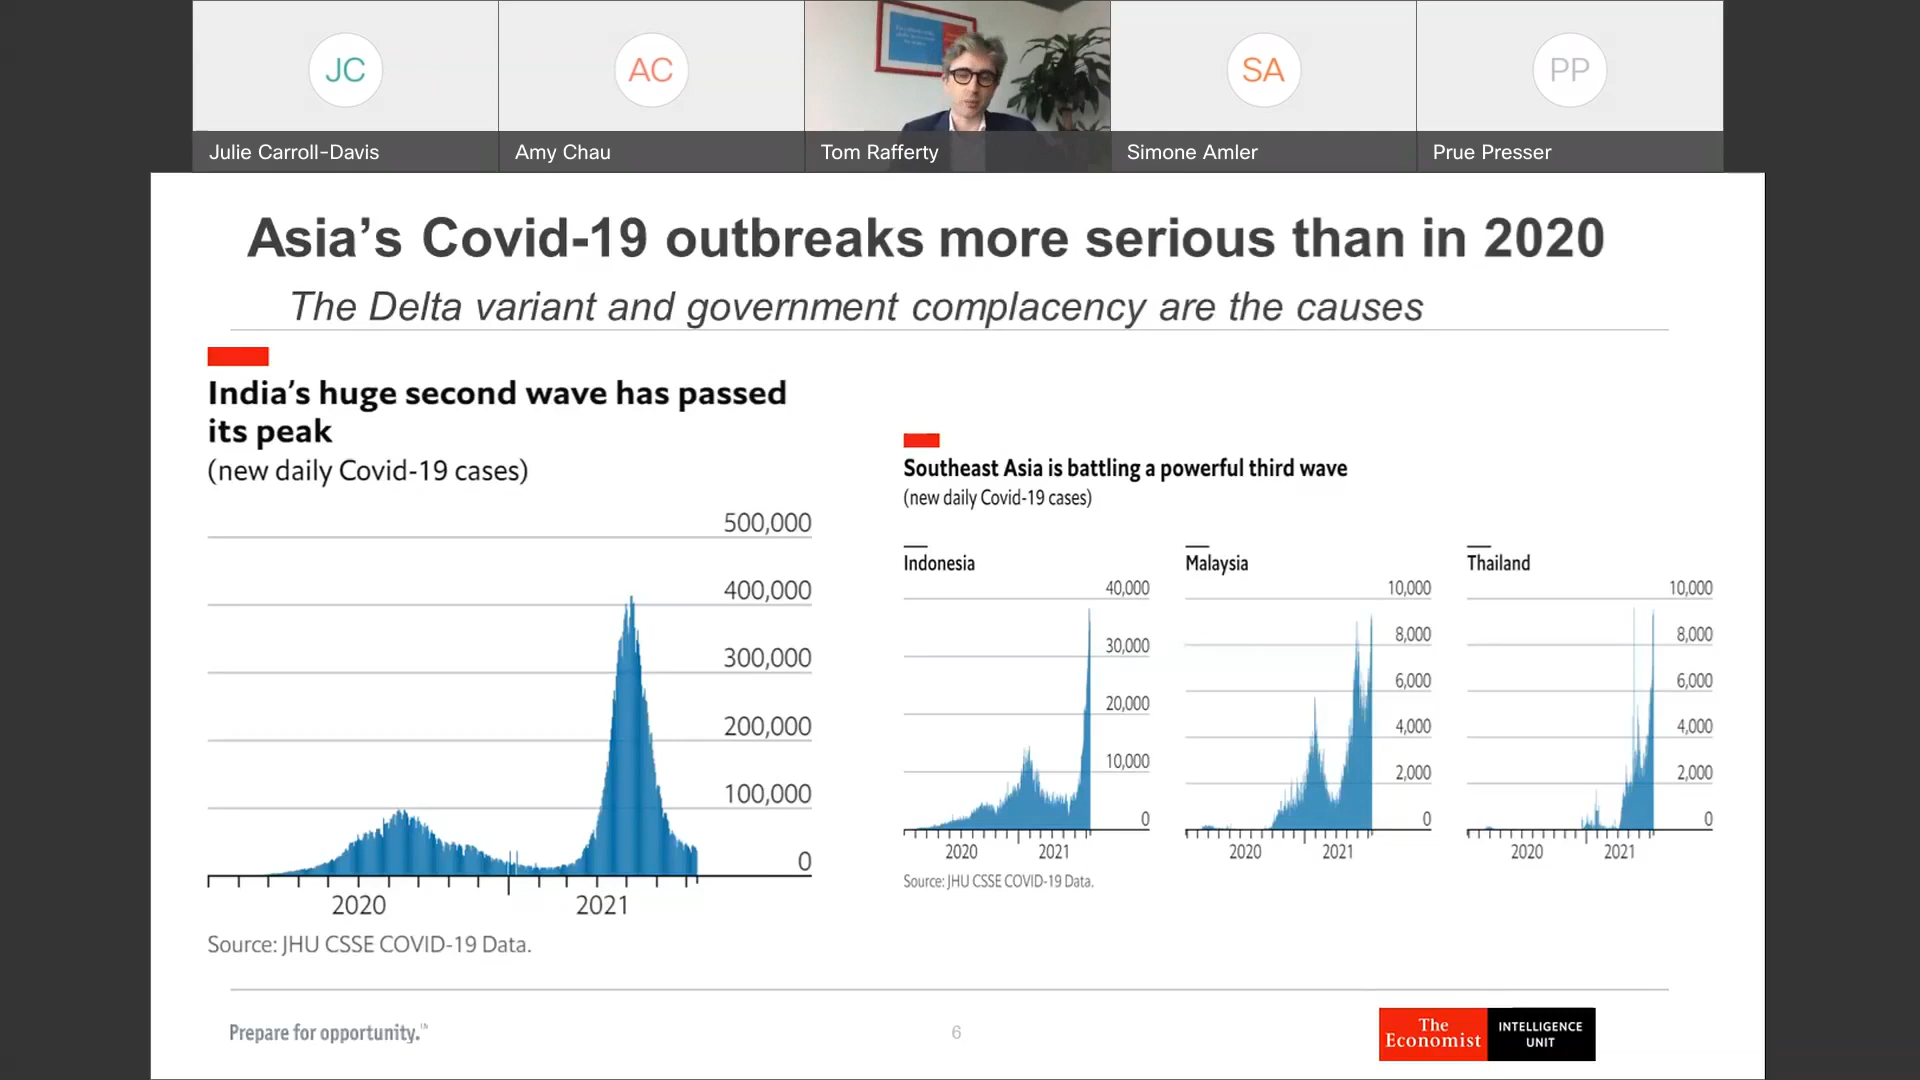 JC
AC
SA
PP
Julie Carroll-Davis
Amy Chau
Tom Rafferty
Simone Amler
Prue Presser
Asia's Covid-19 outbreaks more serious than in 2020
The Delta variant and government complacency are the causes
India's huge second wave has passed
its peak
(new daily Covid-19 cases)
500,000
400,000
300,000
200,000
100,000
0
2020
2021
Source: JHU CSSE COVID-19 Data.
Southeast Asia is battling a powerful third wave
(new daily Covid-19 cases)
Indonesia
40,000
30,000
20,000
10,000
0
2020
2021
Malaysia
10,000
8,000
6,000
4,000
2,000
0
2020
2021
Thailand
10,000
8,000
6,000
4,000
2,000
0
2020
2021
Source: JHU CSSE COVID-19 Data.
Prepare for opportunity.
6
The
Economist
INTELLIGENCE
UNIT